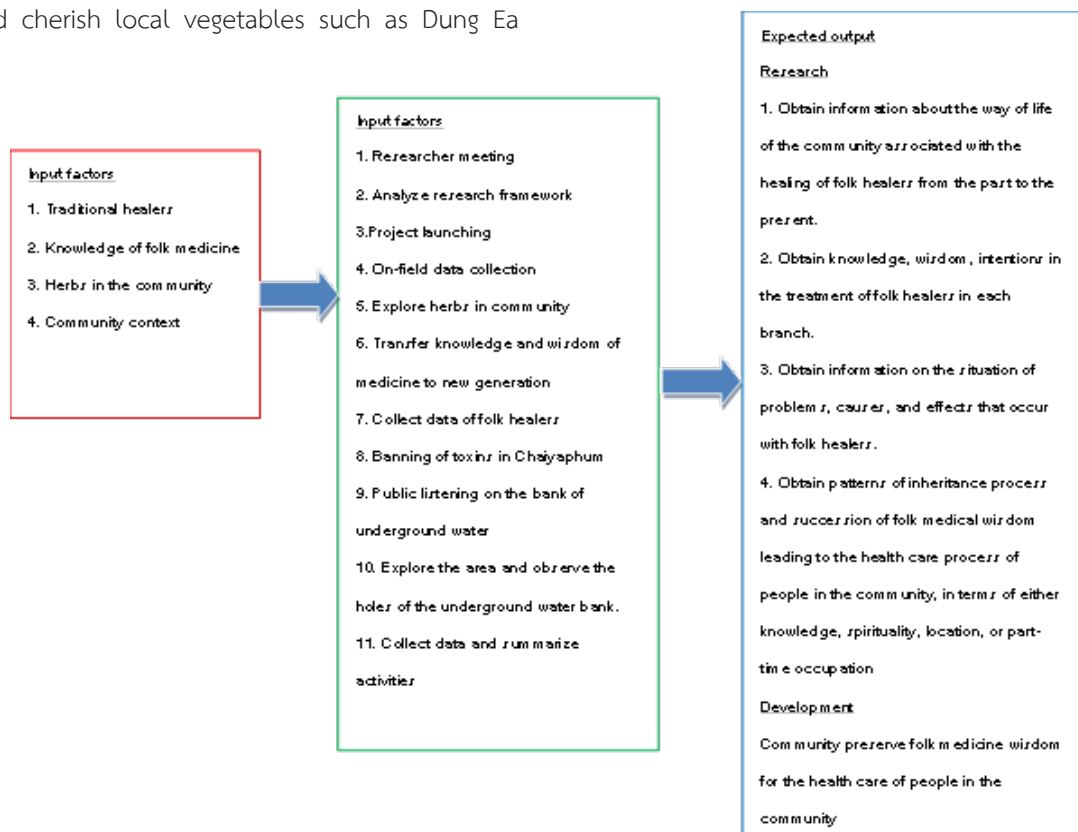 d cherish local vegetables such as Dung Ea
Input factors
1. Traditional healers
2. Knowledge of folk medicine
3. Herbs in the community
4. Community context
Input factors
1. Researcher meeting
2. Analyze research framework
3.Project launching
4. On-field data collection
5. Explore herbs in community
6. Transfer knowledge and wisdom of
medicine to new generation
7. Collect data of folk healers
8. Banning of toxins in Chaiyaphum
9. Public listening on the bank of
underground water
10. Explore the area and observe the
holes of the underground water bank.
11. Collect data and summarize
activities
Expected output
Research
1. Obtain information about the way of life
of the community associated with the
healing of folk healers from the part to the
present.
2. Obtain knowledge, wisdom, intentions in
the treatment of folk healers in each
branch.
3. Obtain information on the situation of
problems, causes, and effects that occur
with folk healers.
4. Obtain patterns of inheritance process
and succession of folk medical wisdom
leading to the health care process of
people in the community, in terms of either
knowledge, spirituality, location, or part-
time occupation
Development
Community preserve folk medicine wisdom
for the health care of people in the
community